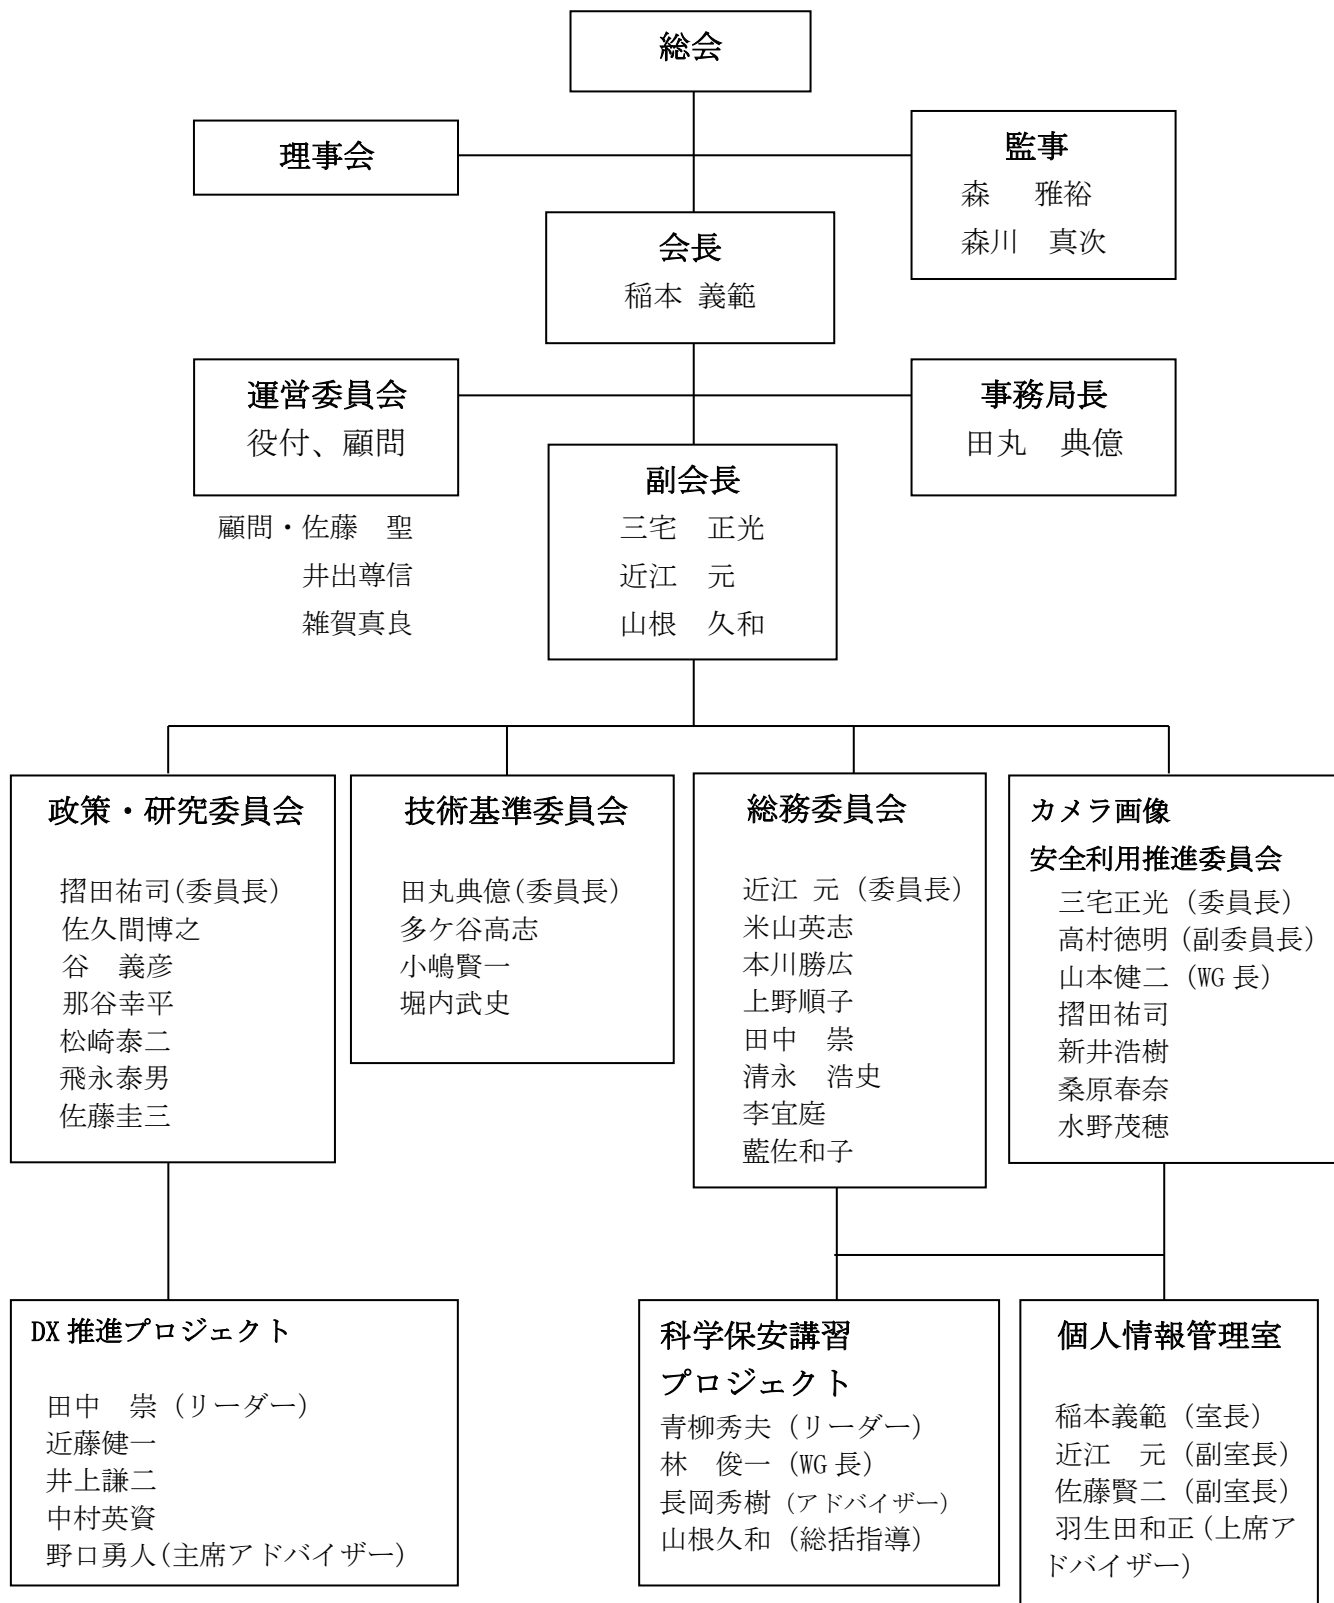 総会
理事会
監事
森　雅裕
森川　真次
会長
稲本 義範
運営委員会
役付、顧問
事務局長
田丸　典億
顧問・佐藤　聖
井出尊信
雑賀真良
副会長
三宅　正光
近江　元
山根　久和
政策・研究委員会
摺田祐司(委員長)
佐久間博之
谷　義彦
那谷幸平
松崎泰二
飛永泰男
佐藤圭三
技術基準委員会
田丸典億(委員長)
多ケ谷高志
小嶋賢一
堀内武史
総務委員会
近江 元 (委員長)
米山英志
本川勝広
上野順子
田中　崇
清永　浩史
李宜庭
藍佐和子
カメラ画像
安全利用推進委員会
三宅正光 (委員長)
高村徳明(副委員長)
山本健二 (WG 長)
摺田祐司
新井浩樹
桑原春奈
水野茂穂
DX 推進プロジェクト
田中　崇 (リーダー)
近藤健一
井上謙二
中村英資
野口勇人(主席アドバイザー)
科学保安講習
プロジェクト
青柳秀夫 (リーダー)
林　俊一 (WG 長)
長岡秀樹 (アドバイザー)
山根久和 (総括指導)
個人情報管理室
稲本義範 (室長)
近江　元 (副室長)
佐藤賢二 (副室長)
羽生田和正(上席ア
ドバイザー)